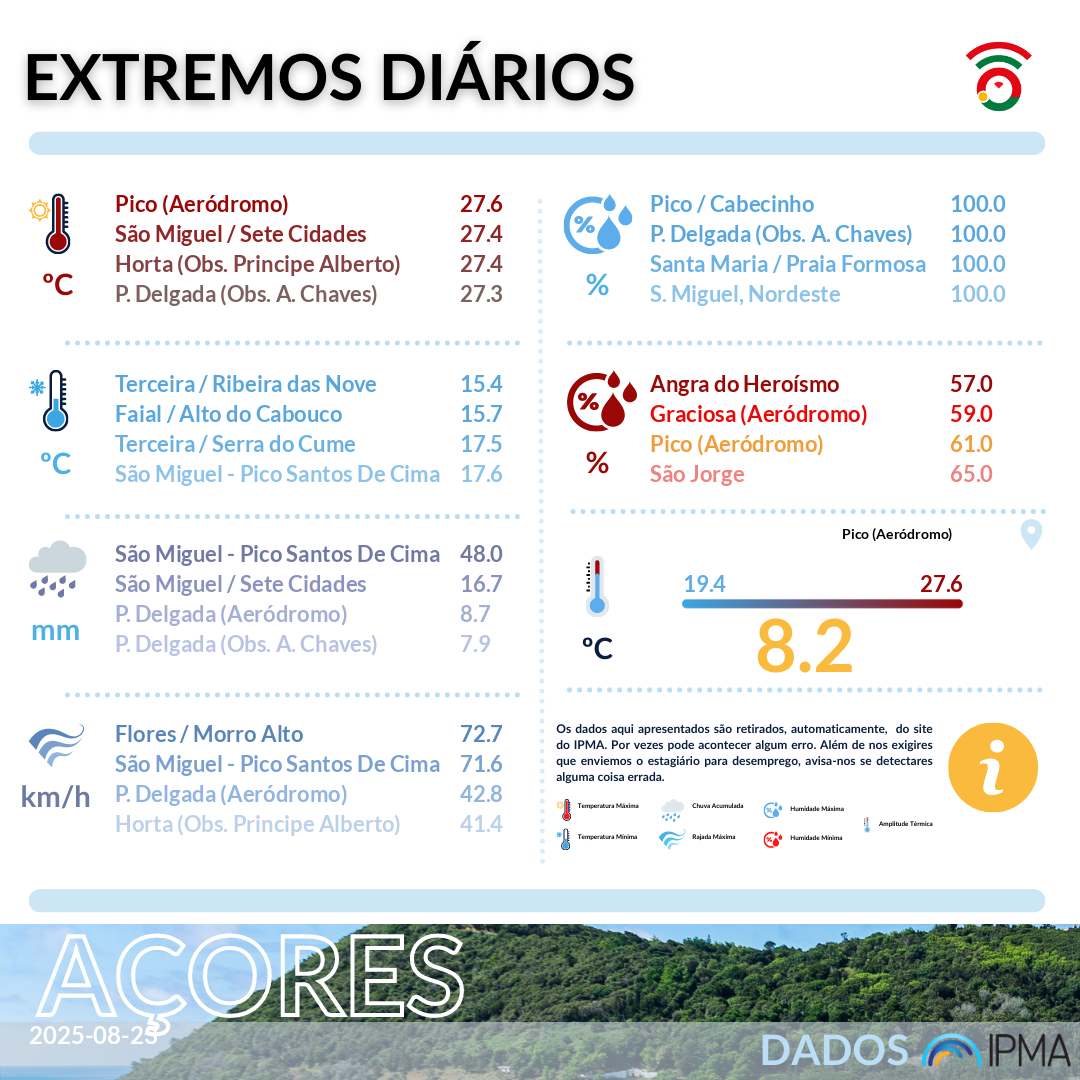 EXTREMOS DIÁRIOS
Pico (Aeródromo) 27.6
São Miguel / Sete Cidades 27.4
Horta (Obs. Principe Alberto) 27.4
P. Delgada (Obs. A. Chaves) 27.3
ºC
Terceira / Ribeira das Nove 15.4
Faial / Alto do Cabouco 15.7
Terceira / Serra do Cume 17.5
São Miguel - Pico Santos De Cima 17.6
ºC
São Miguel - Pico Santos De Cima 48.0
São Miguel / Sete Cidades 16.7
P. Delgada (Aeródromo) 8.7
P. Delgada (Obs. A. Chaves) 7.9
mm
Flores / Morro Alto 72.7
São Miguel - Pico Santos De Cima 71.6
P. Delgada (Aeródromo) 42.8
Horta (Obs. Principe Alberto) 41.4
km/h
%
Pico / Cabecinho 100.0
P. Delgada (Obs. A. Chaves) 100.0
Santa Maria / Praia Formosa 100.0
S. Miguel, Nordeste 100.0
%
%
Angra do Heroísmo 57.0
Graciosa (Aeródromo) 59.0
Pico (Aeródromo) 61.0
São Jorge 65.0
%
Pico (Aeródromo)
19.4 27.6
8.2
ºC
Os dados aqui apresentados são retirados, automaticamente, do site
do IPMA. Por vezes pode acontecer algum erro. Além de nos exigires
que enviemos o estagiário para desemprego, avisa-nos se detectares
alguma coisa errada.
i
Temperatura Máxima Chuva Acumulada Humidade Máxima
Amplitude Térmica
Temperatura Mínima Rajada Máxima Humidade Mínima
AÇORES
2025-08-25
DADOS IPMA